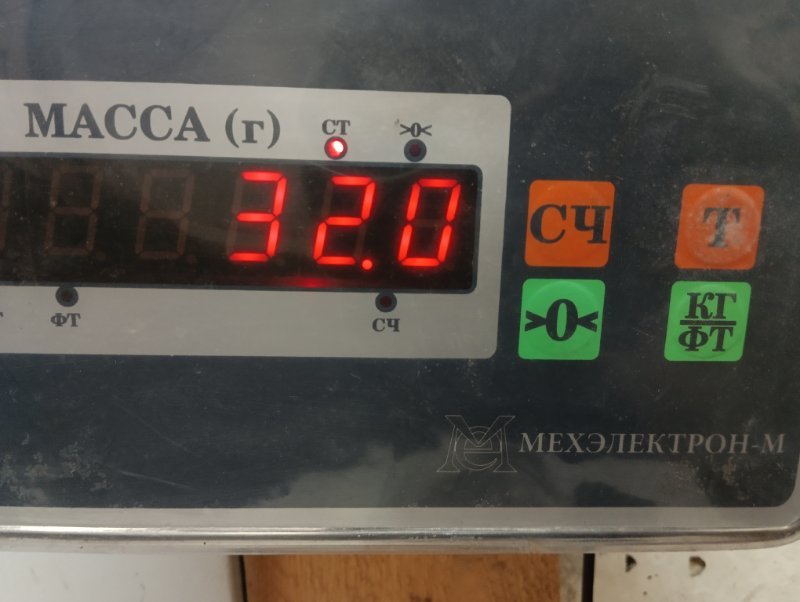 МАССА (г)
СТ
>0<
32.0
ФТ
СЧ
СЧ
Т
>0<
КГ
ФТ
МЕХЭЛЕКТРОН-М